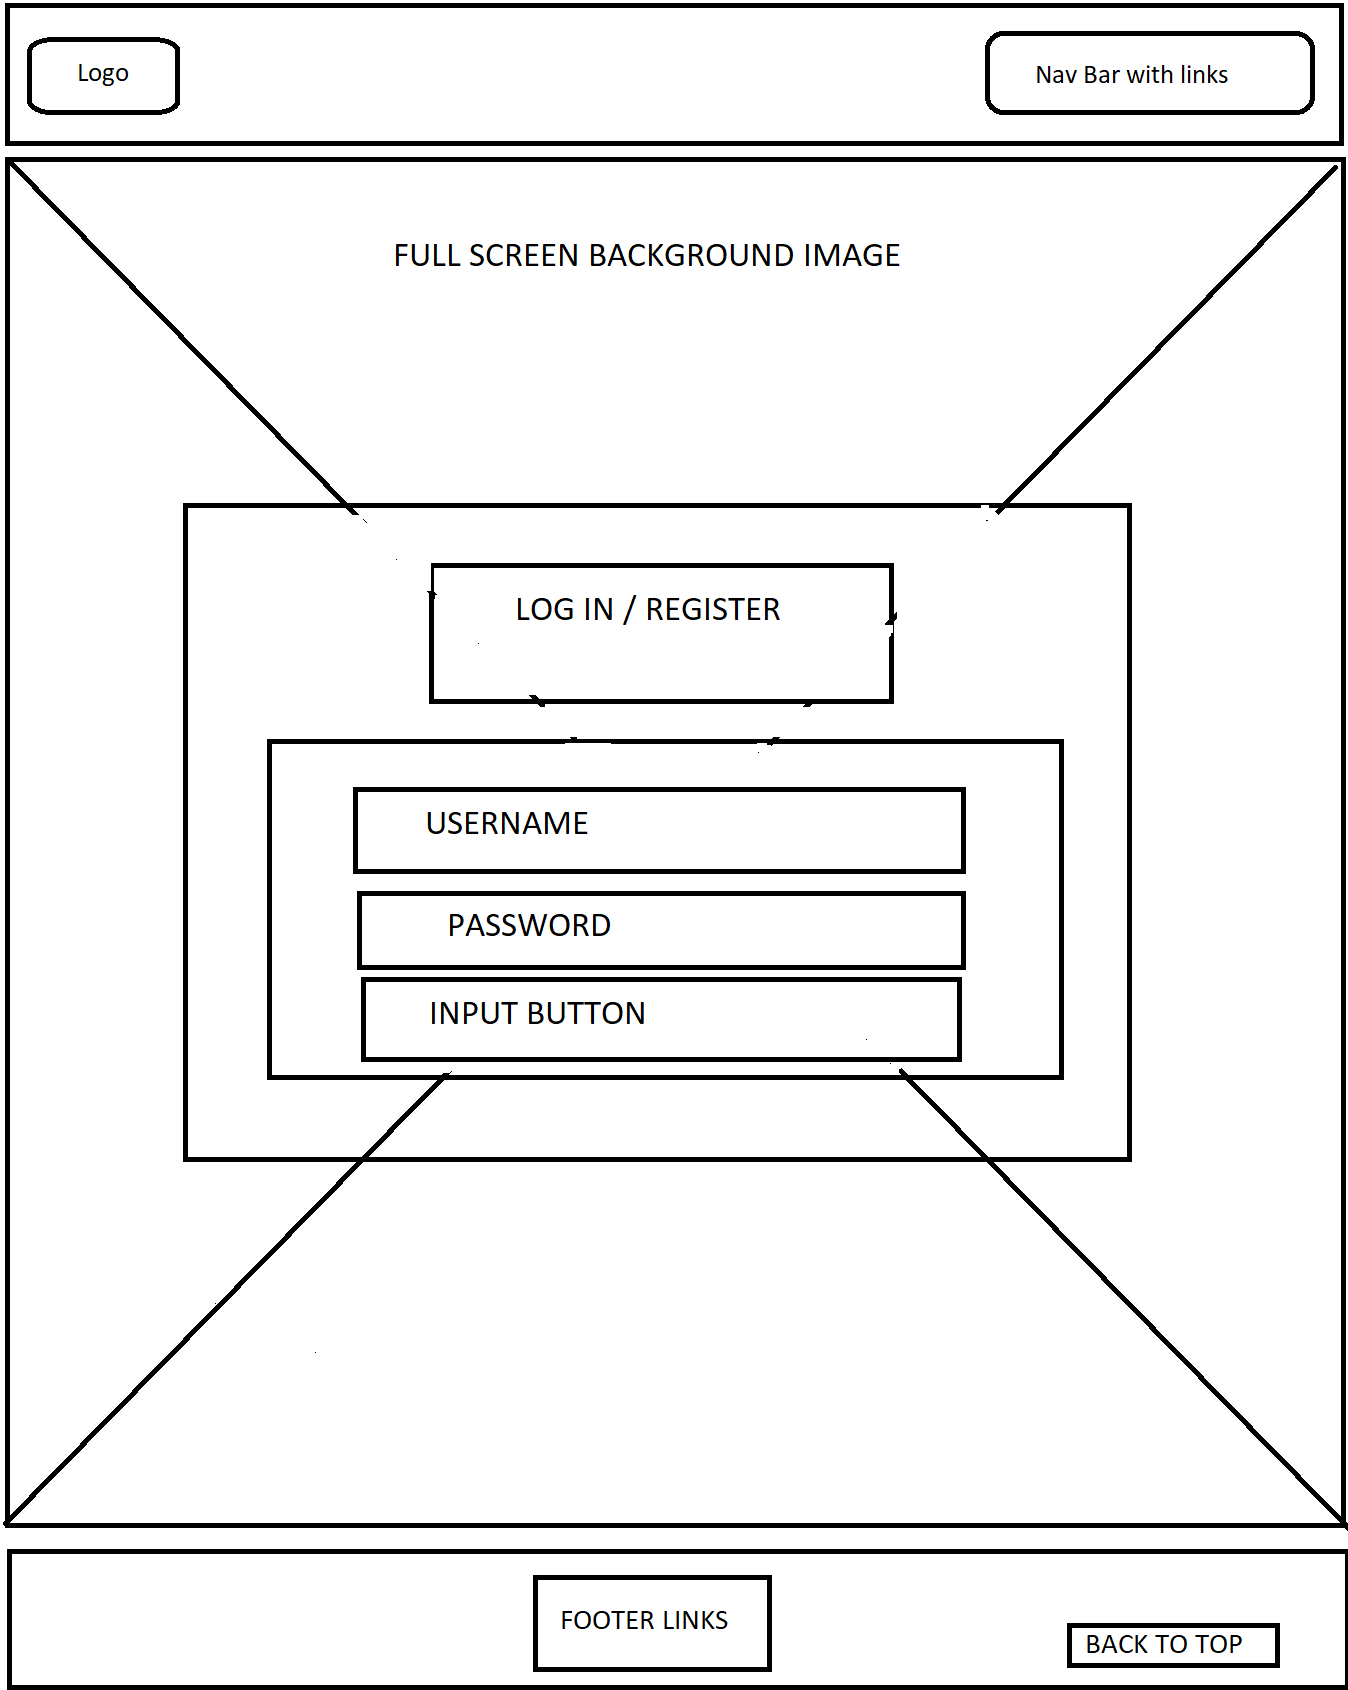 Logo
Nav Bar with links
FULL SCREEN BACKGROUND IMAGE
LOG IN / REGISTER
USERNAME
PASSWORD
INPUT BUTTON
FOOTER LINKS
BACK TO TOP